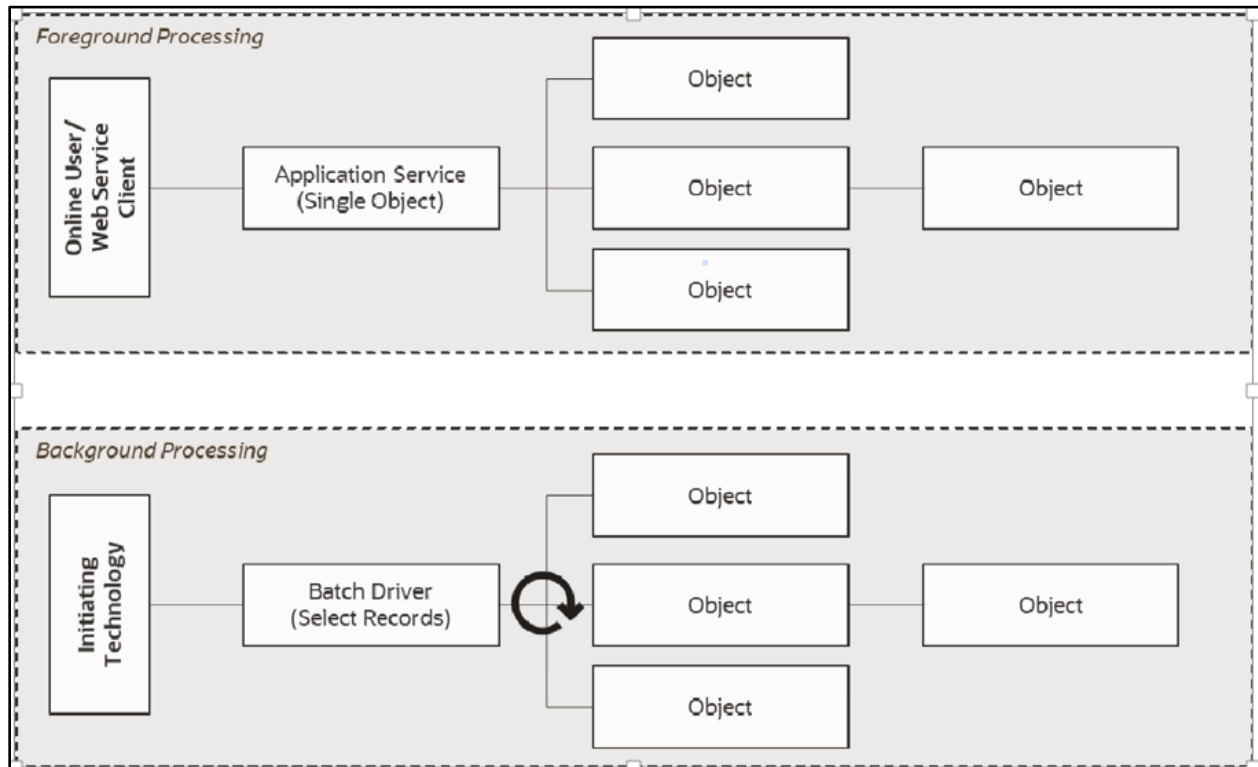 Foreground Processing
Online User/
Web Service
Client
Application Service
(Single Object)
Object
Object
Object
Object
Background Processing
Initiating
Technology
Batch Driver
(Select Records)
Object
Object
Object
Object